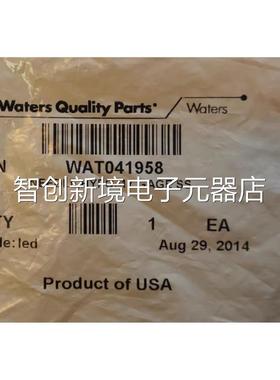 Waters Quality Parts
Waters
N WAT041958
智创新境电子元器店
TY 1 EA
de: led Aug 29, 2014
Product of USA